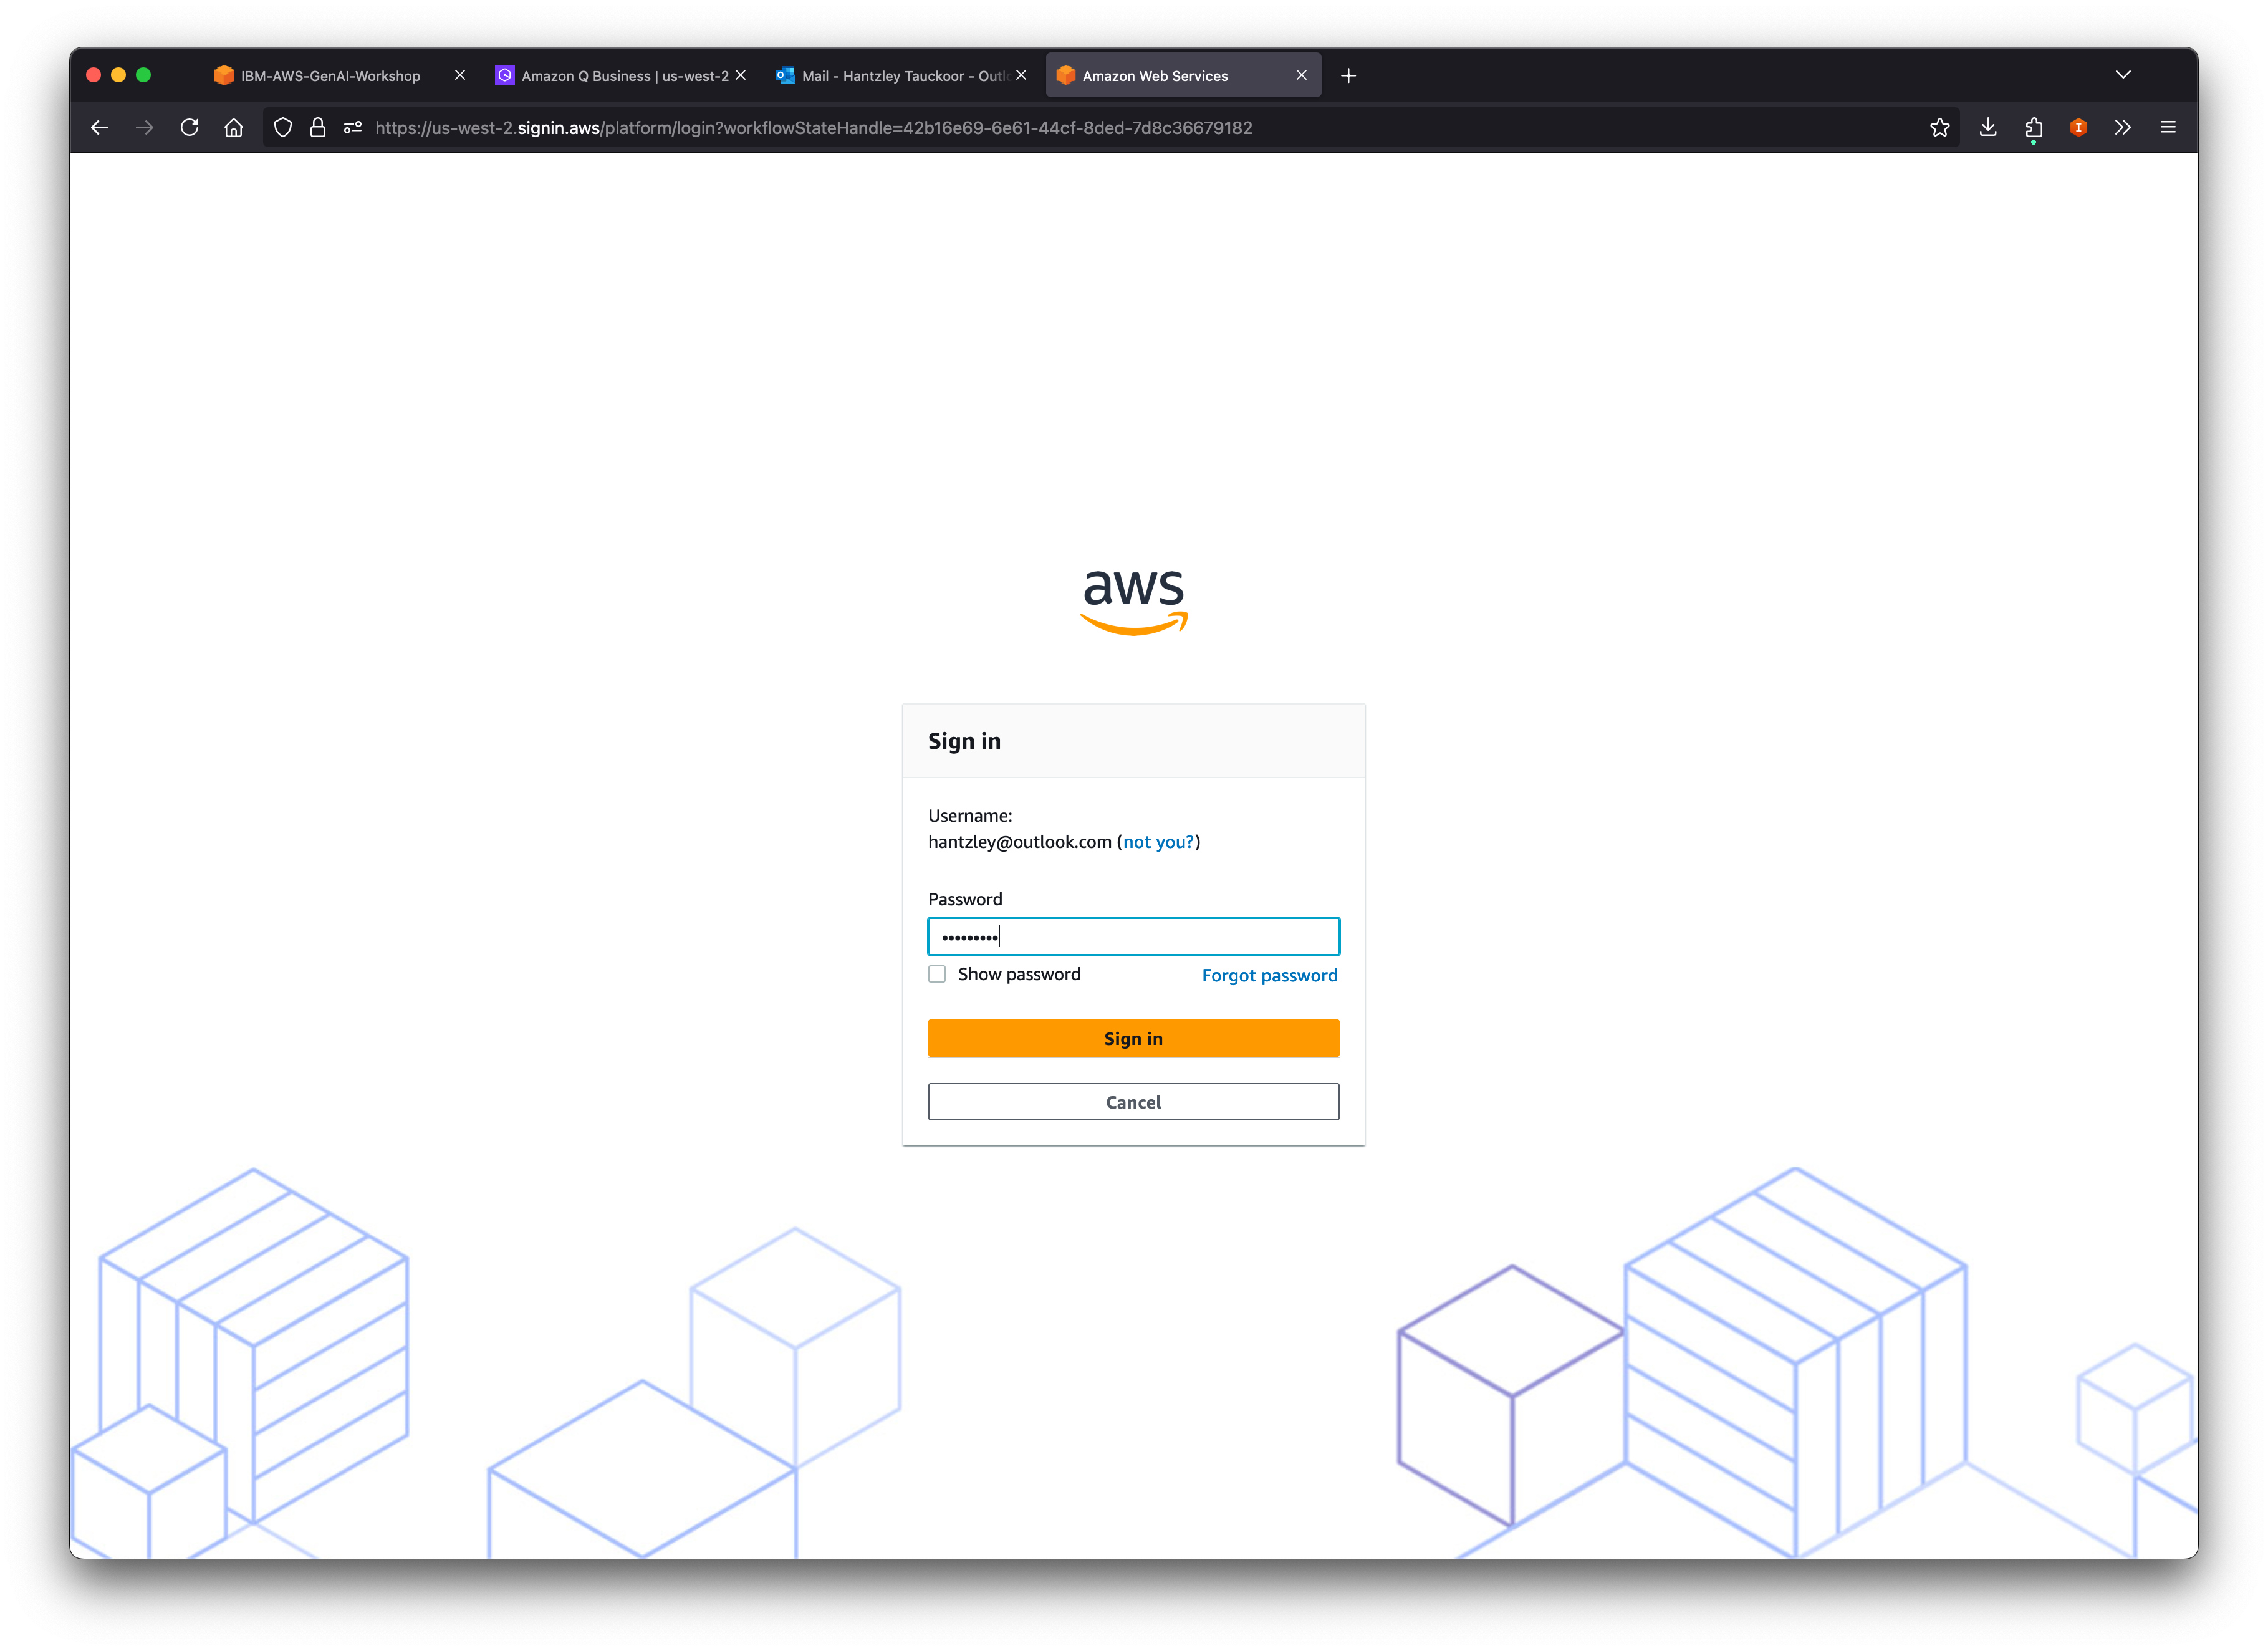 IBM-AWS-GenAI-Workshop
Amazon Q Business | us-west-2
Mail - Hantzley Tauckoor - Outl
Amazon Web Services
https://us-west-2.signin.aws/platform/login?workflowStateHandle=42b16e69-6e61-44cf-8ded-7d8c36679182
aws
Sign in
Username:
hantzley@outlook.com (not you?)
Password
•••••••••
Show password
Forgot password
Sign in
Cancel